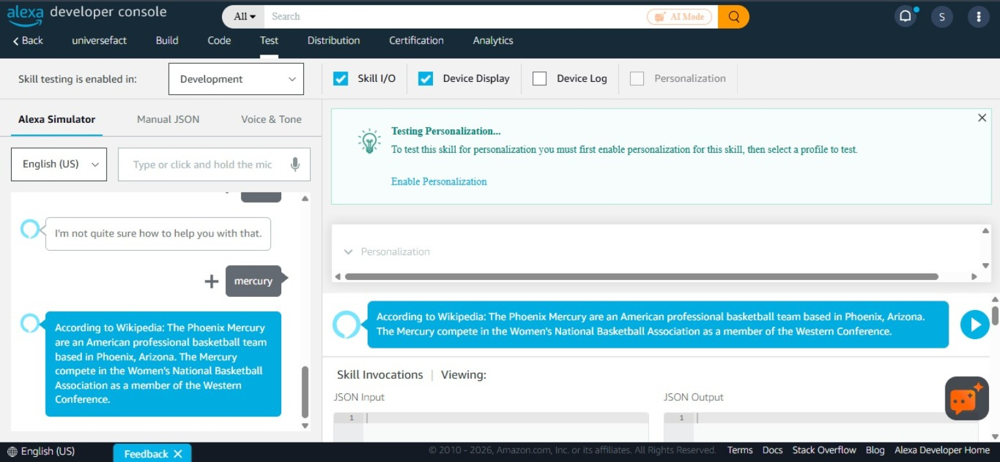 alexa developer console
All
Search
AI Mode
S
Back
universefact
Build
Code
Test
Distribution
Certification
Analytics
Skill testing is enabled in:
Development
Skill I/O
Device Display
Device Log
Personalization
Alexa Simulator
Manual JSON
Voice & Tone
English (US)
Type or click and hold the mic
I'm not quite sure how to help you with that.
mercury
According to Wikipedia: The Phoenix Mercury
are an American professional basketball team
based in Phoenix, Arizona. The Mercury
compete in the Women's National Basketball
Association as a member of the Western
Conference.
Testing Personalization...
To test this skill for personalization you must first enable personalization for this skill, then select a profile to test.
Enable Personalization
Personalization
According to Wikipedia: The Phoenix Mercury are an American professional basketball team based in Phoenix, Arizona.
The Mercury compete in the Women's National Basketball Association as a member of the Western Conference.
Skill Invocations | Viewing:
JSON Input
JSON Output
1
1
English (US)
Feedback
© 2010 - 2026, Amazon.com, Inc. or its affiliates. All Rights Reserved.
Terms
Docs
Stack Overflow
Blog
Alexa Developer Home